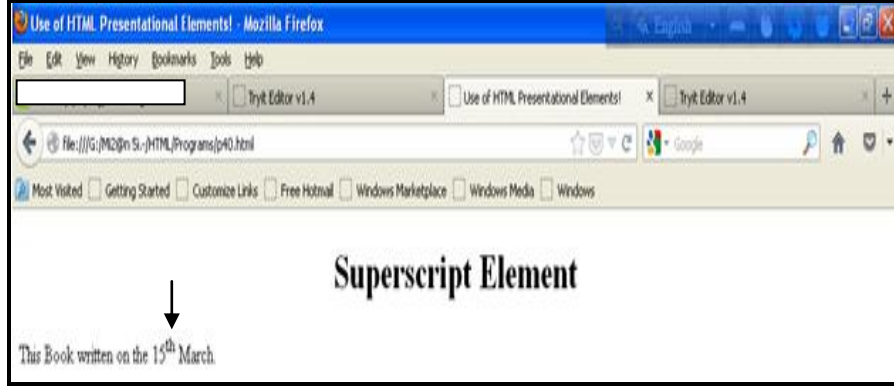 Use of HTML Presentational Elements! - Mozilla Firefox
English
File Edit View History Bookmarks Tools Help
Tryit Editor v1.4
Use of HTML Presentational Elements!
Tryit Editor v1.4
Google
Most Visited Getting Started Customize Links Free Hotmail Windows Marketplace Windows Media Windows
Superscript Element
This Book written on the 15th March.